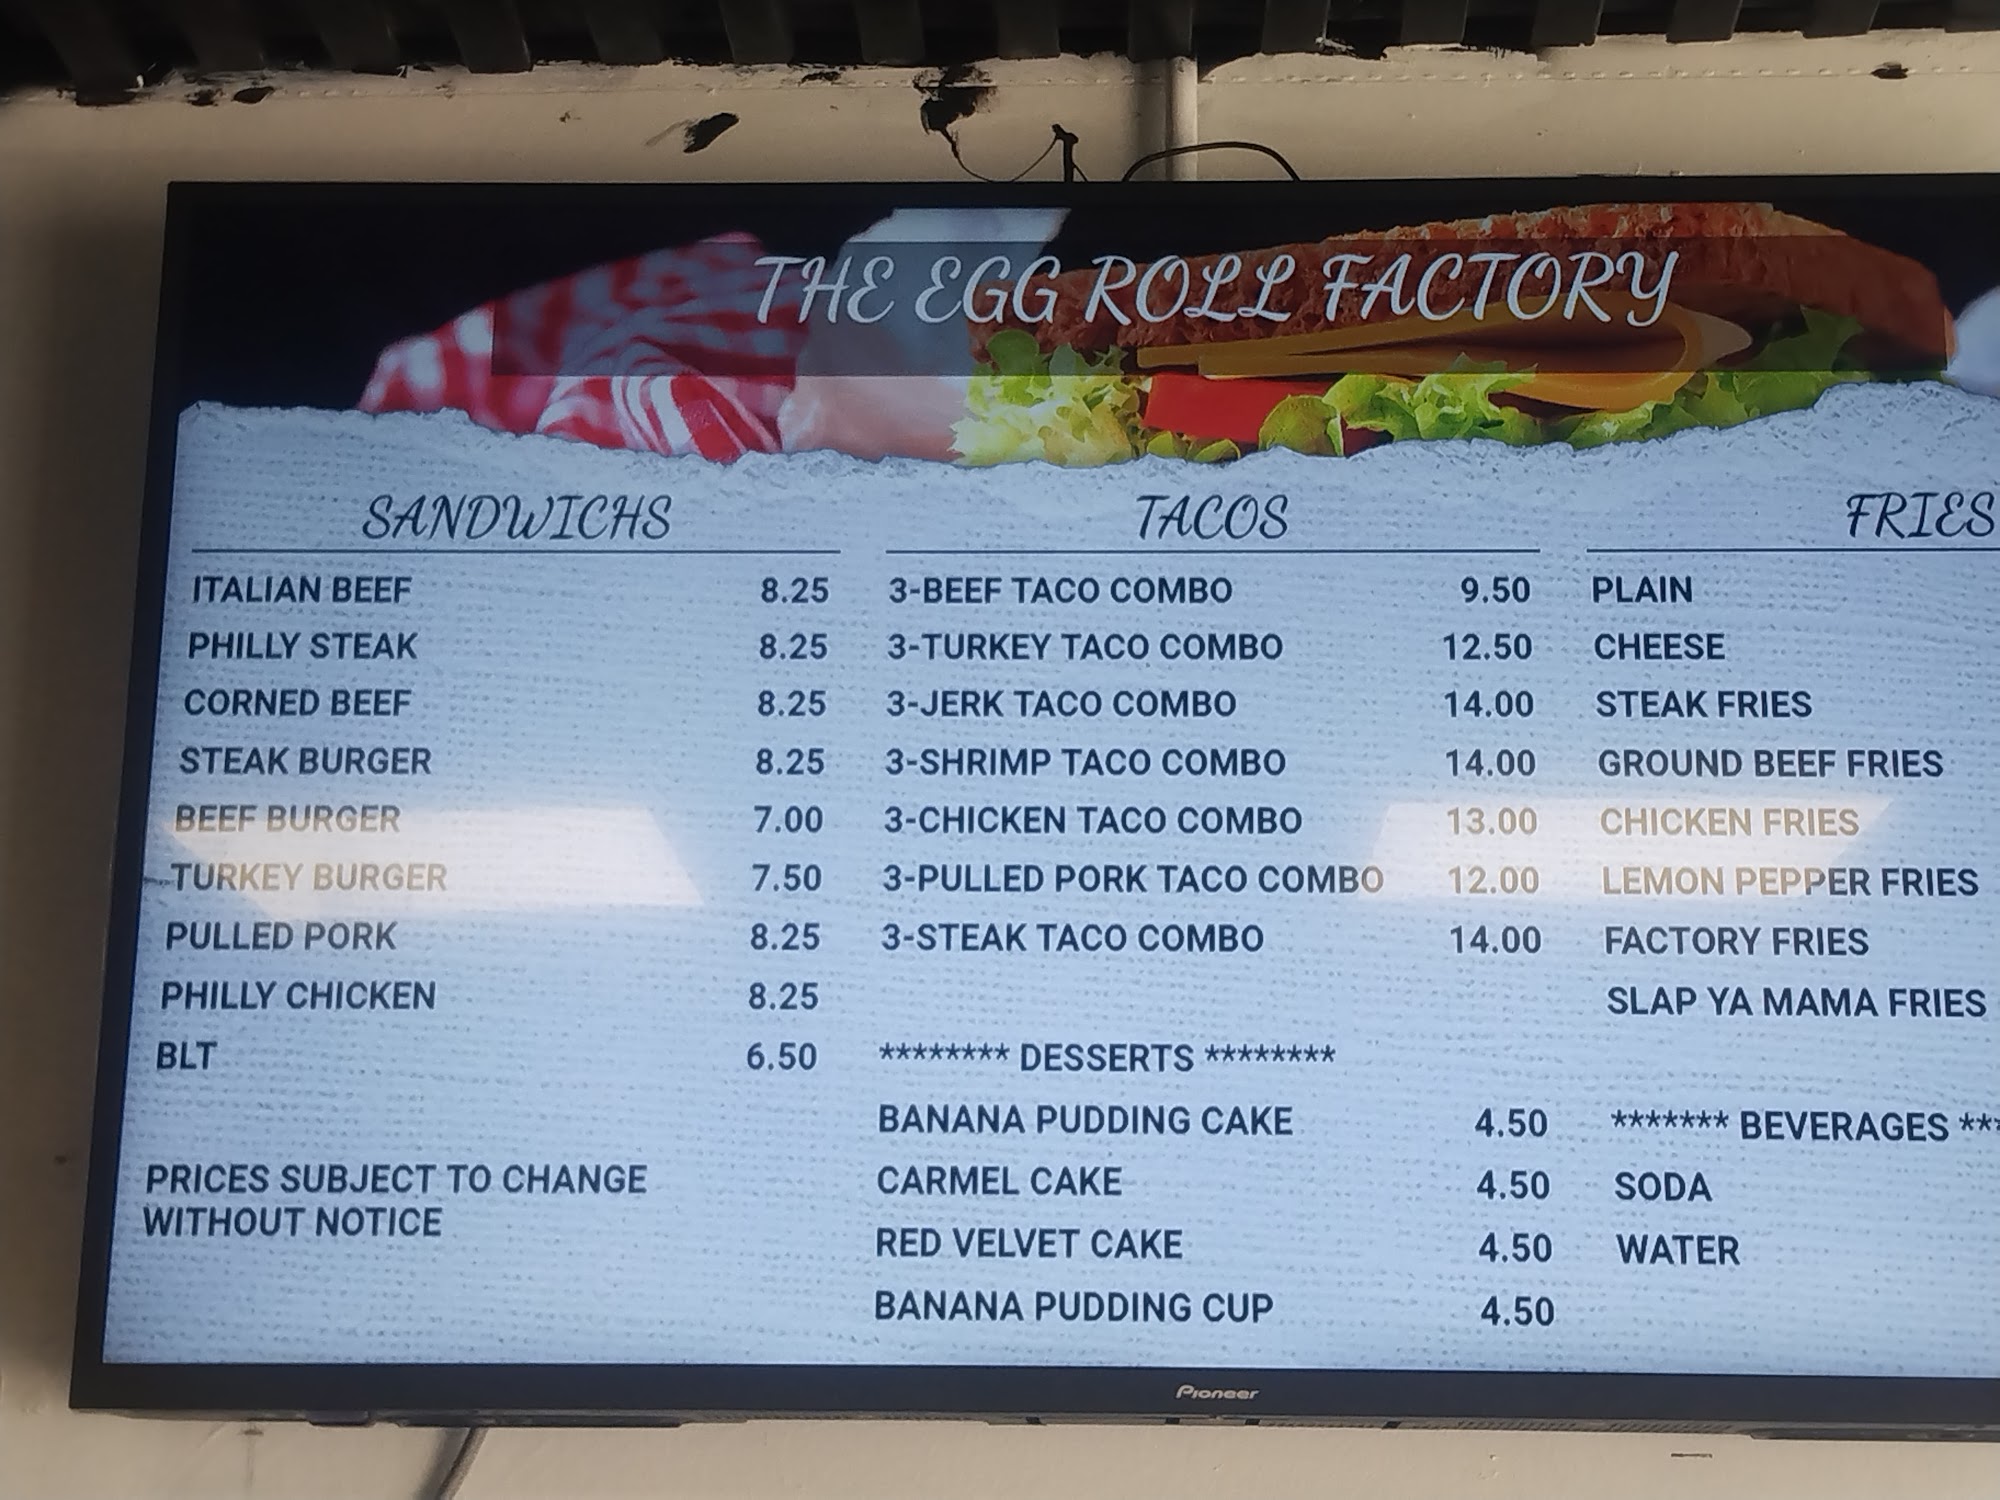 THE EGG ROLL FACTORY
SANDWICHS
ITALIAN BEEF 8.25
PHILLY STEAK 8.25
CORNED BEEF 8.25
STEAK BURGER 8.25
BEEF BURGER 7.00
TURKEY BURGER 7.50
PULLED PORK 8.25
PHILLY CHICKEN 8.25
BLT 6.50
PRICES SUBJECT TO CHANGE
WITHOUT NOTICE
TACOS
3-BEEF TACO COMBO 9.50
3-TURKEY TACO COMBO 12.50
3-JERK TACO COMBO 14.00
3-SHRIMP TACO COMBO 14.00
3-CHICKEN TACO COMBO 13.00
3-PULLED PORK TACO COMBO 12.00
3-STEAK TACO COMBO 14.00
******** DESSERTS ********
BANANA PUDDING CAKE 4.50
CARMEL CAKE 4.50
RED VELVET CAKE 4.50
BANANA PUDDING CUP 4.50
FRIES
PLAIN
CHEESE
STEAK FRIES
GROUND BEEF FRIES
CHICKEN FRIES
LEMON PEPPER FRIES
FACTORY FRIES
SLAP YA MAMA FRIES
******* BEVERAGES ***
SODA
WATER
Pioneer